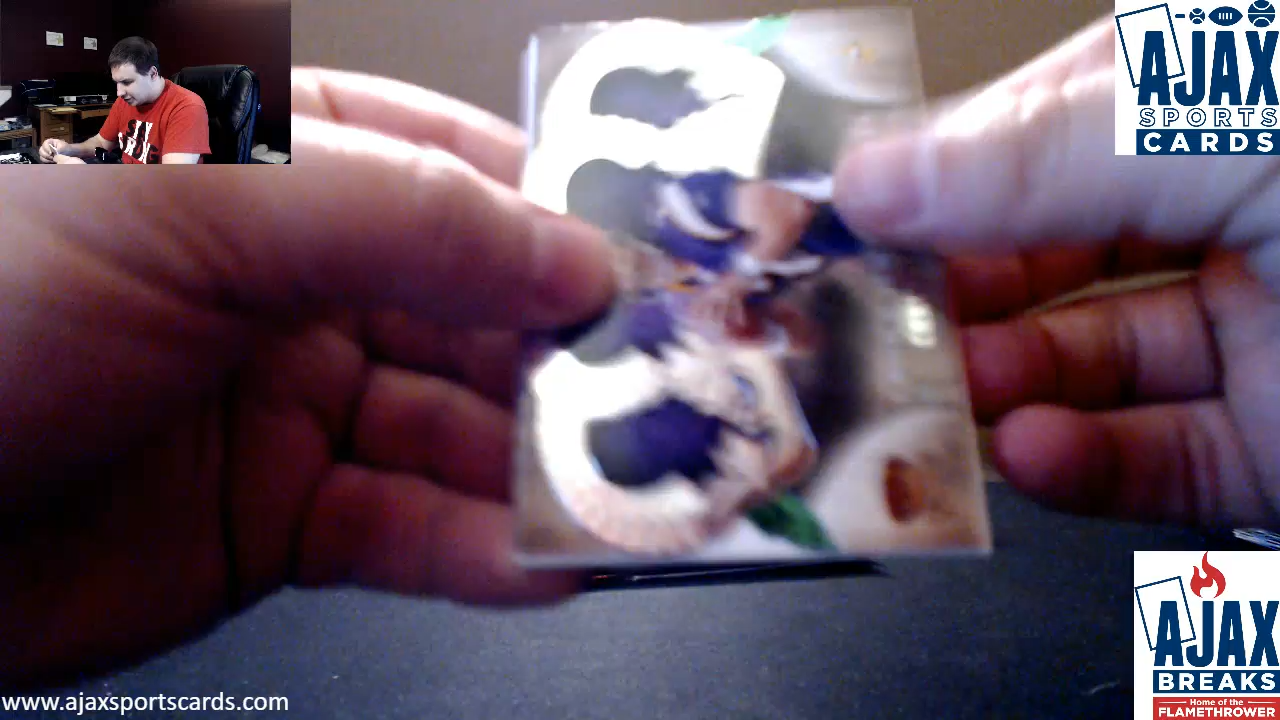 AJAX
SPORTS
CARDS
AJAX
BREAKS
Home of the
FLAMETHROWER
www.ajaxsportscards.com